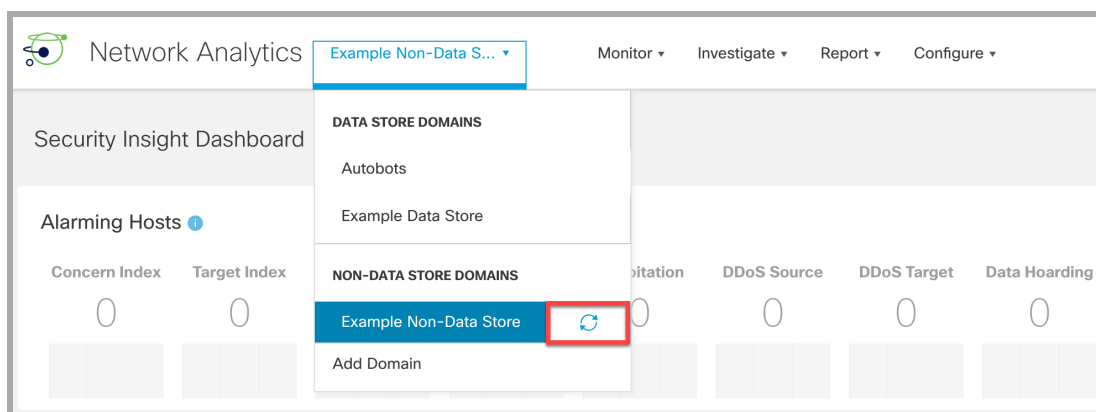 Network Analytics
Example Non-Data S...
Monitor
Investigate
Report
Configure
Security Insight Dashboard
DATA STORE DOMAINS
Autobots
Example Data Store
NON-DATA STORE DOMAINS
Example Non-Data Store
Add Domain
Alarming Hosts
Concern Index Target Index oitation DDoS Source DDoS Target Data Hoarding
0 0 0 0 0 0